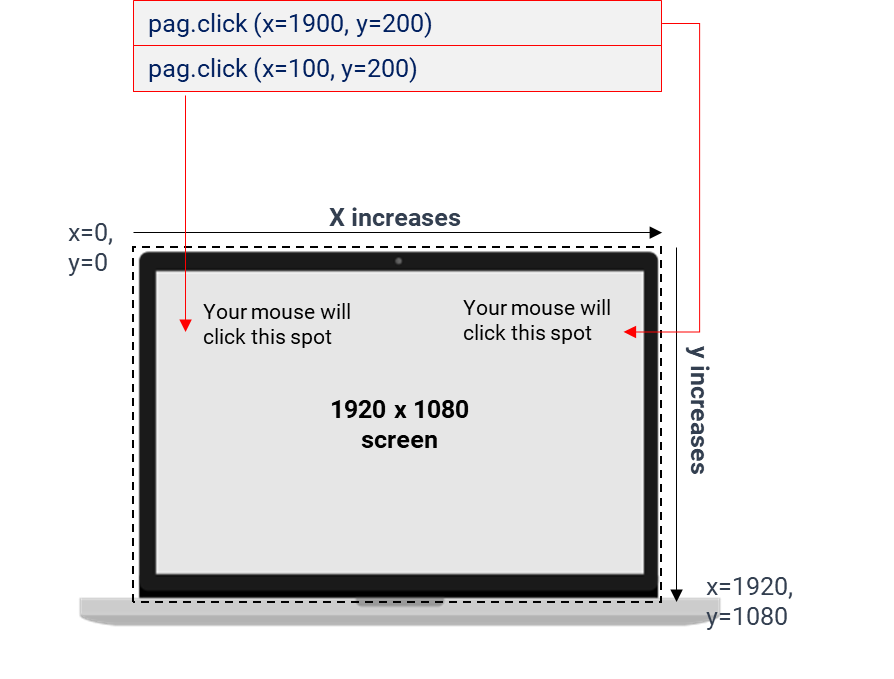 pag.click (x=1900, y=200)
pag.click (x=100, y=200)
X increases
x=0,
y=0
Your mouse will
click this spot
Your mouse will
click this spot
y increases
1920 x 1080
screen
x=1920,
y=1080